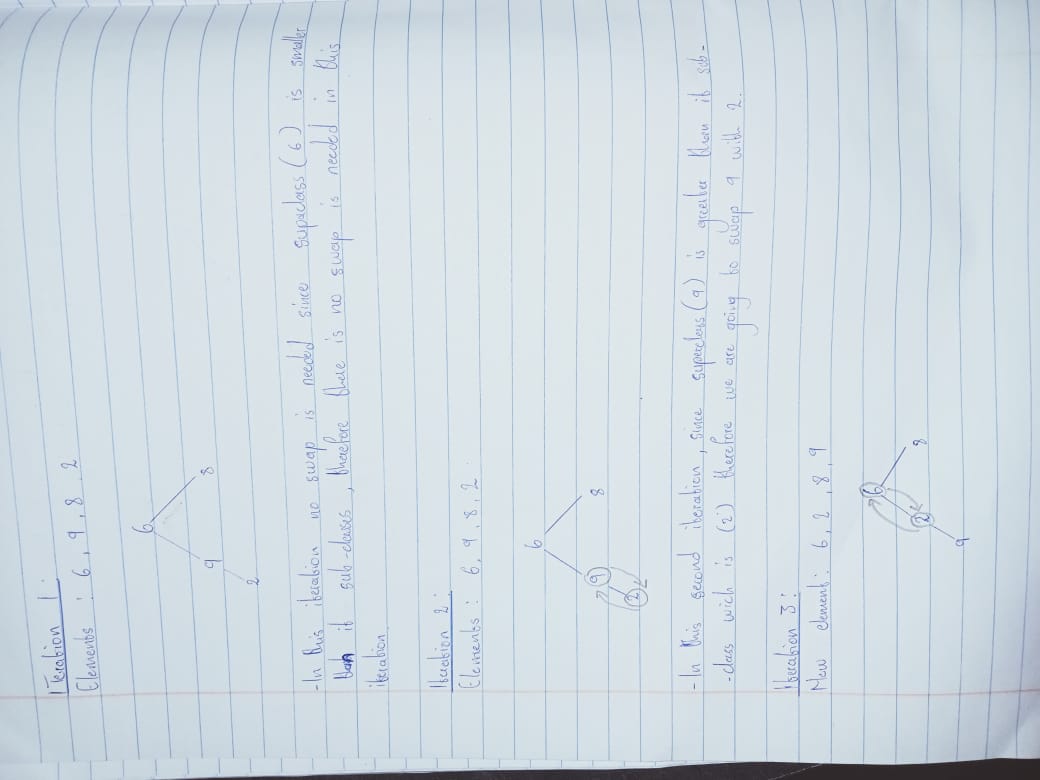 Iteration 1:
Elements : 6, 9, 8, 2
6
9 8
2
-In this iteration no swap is needed since supeclass (6) is smaller
than it sub-classes, therefore there is no swap is needed in this
iteration.
Iteration 2:
Elements : 6, 9, 8, 2.
6
9 8
2
-In this second iteration, since superclass (9) is greater than it sub-
-class wich is (2) therefore we are going to swap 9 with 2.
Iteration 3:
New element: 6, 2, 8, 9
6
2 8
9